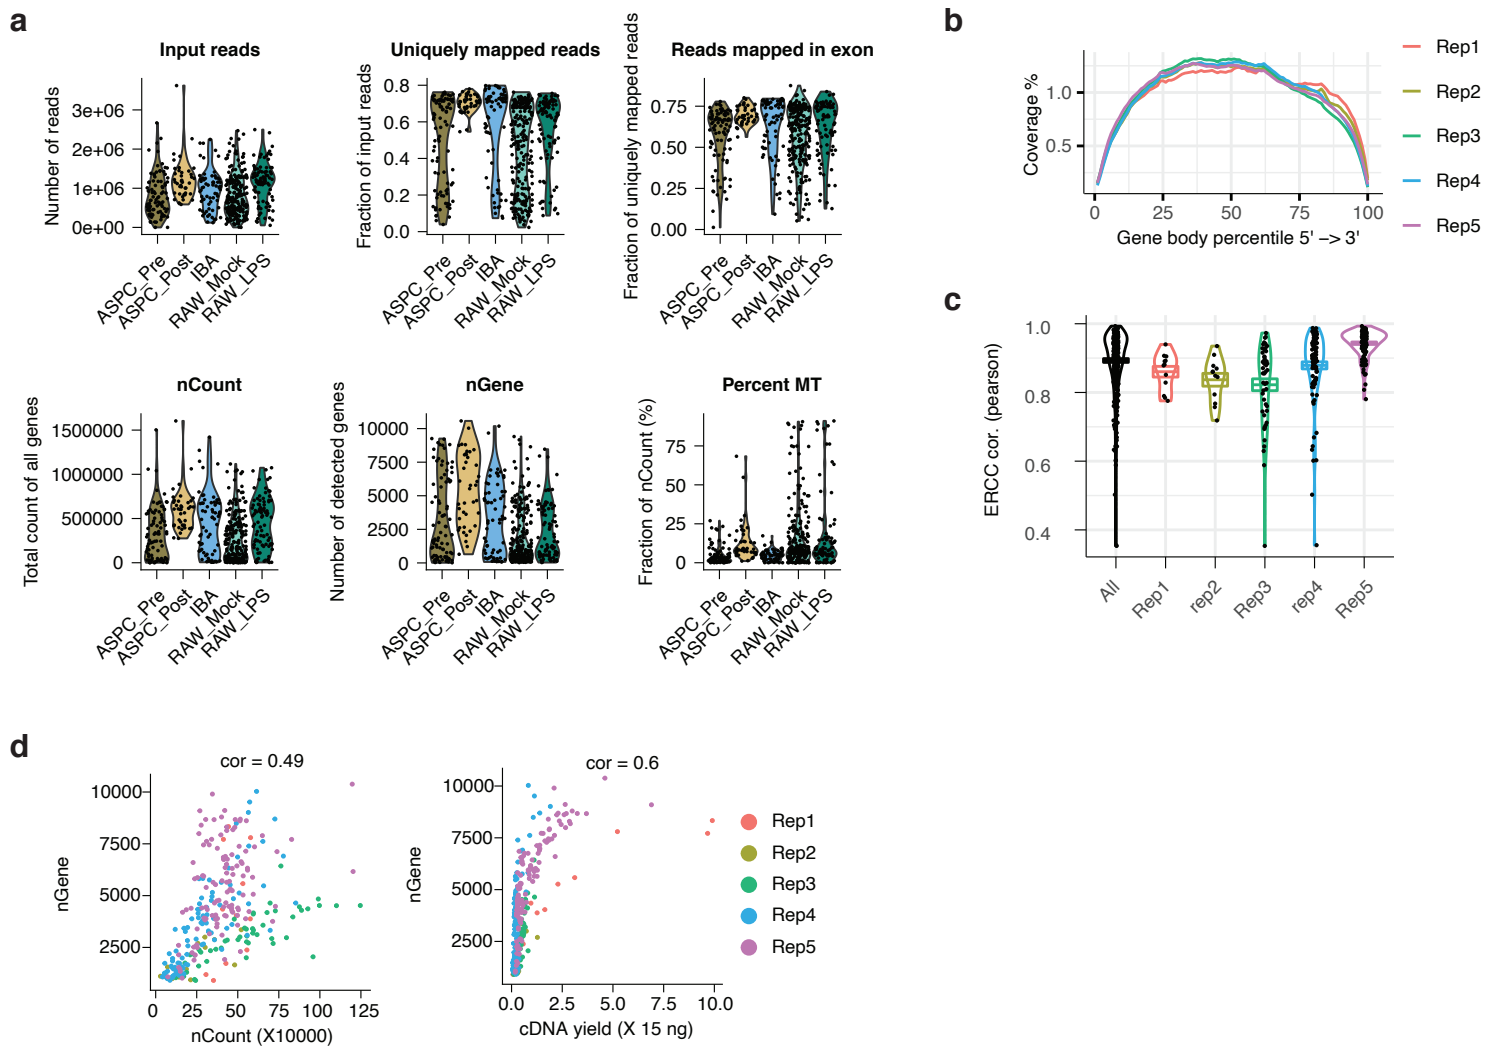 a
Input reads
Number of reads
3e+06
2e+06
1e+06
0e+00
ASPC_Pre
ASPC_Post
IBA
RAW_Mock
RAW_LPS
Uniquely mapped reads
Fraction of input reads
0.8
0.6
0.4
0.2
0.0
ASPC_Pre
ASPC_Post
IBA
RAW_Mock
RAW_LPS
Reads mapped in exon
Fraction of uniquely mapped reads
0.75
0.50
0.25
0.00
ASPC_Pre
ASPC_Post
IBA
RAW_Mock
RAW_LPS
nCount
Total count of all genes
1500000
1000000
500000
0
ASPC_Pre
ASPC_Post
IBA
RAW_Mock
RAW_LPS
nGene
Number of detected genes
10000
7500
5000
2500
0
ASPC_Pre
ASPC_Post
IBA
RAW_Mock
RAW_LPS
Percent MT
Fraction of nCount (%)
75
50
25
0
ASPC_Pre
ASPC_Post
IBA
RAW_Mock
RAW_LPS
b
Coverage %
1.0
0.5
0 25 50 75 100
Gene body percentile 5' −> 3'
Rep1
Rep2
Rep3
Rep4
Rep5
c
ERCC cor. (pearson)
1.0
0.8
0.6
0.4
All
Rep1
rep2
Rep3
rep4
Rep5
d
cor = 0.49
nGene
10000
7500
5000
2500
0 25 50 75 100 125
nCount (X10000)
cor = 0.6
nGene
10000
7500
5000
2500
0.0 2.5 5.0 7.5 10.0
cDNA yield (X 15 ng)
Rep1
Rep2
Rep3
Rep4
Rep5